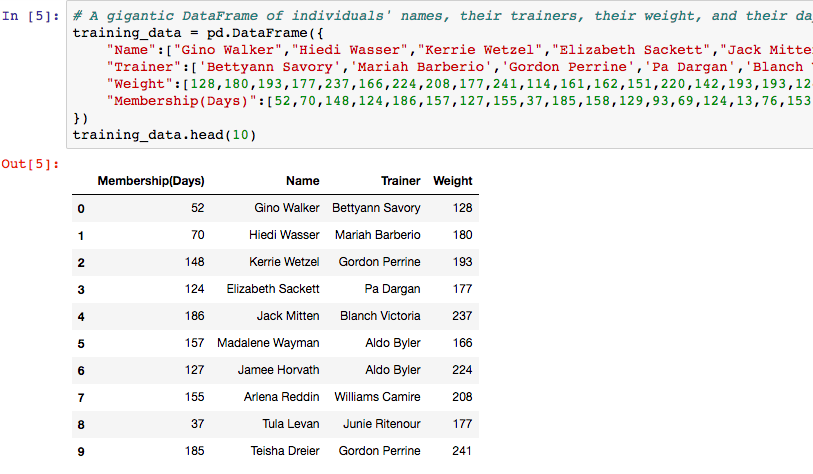 In [5]: # A gigantic DataFrame of individuals' names, their trainers, their weight, and their da
training_data = pd.DataFrame({
"Name":["Gino Walker","Hiedi Wasser","Kerrie Wetzel","Elizabeth Sackett","Jack Mitte
"Trainer":['Bettyann Savory','Mariah Barberio','Gordon Perrine','Pa Dargan','Blanch
"Weight":[128,180,193,177,237,166,224,208,177,241,114,161,162,151,220,142,193,193,12
"Membership(Days)":[52,70,148,124,186,157,127,155,37,185,158,129,93,69,124,13,76,153
})
training_data.head(10)
Out[5]:
Membership(Days) Name Trainer Weight
0 52 Gino Walker Bettyann Savory 128
1 70 Hiedi Wasser Mariah Barberio 180
2 148 Kerrie Wetzel Gordon Perrine 193
3 124 Elizabeth Sackett Pa Dargan 177
4 186 Jack Mitten Blanch Victoria 237
5 157 Madalene Wayman Aldo Byler 166
6 127 Jamee Horvath Aldo Byler 224
7 155 Arlena Reddin Williams Camire 208
8 37 Tula Levan Junie Ritenour 177
9 185 Teisha Dreier Gordon Perrine 241